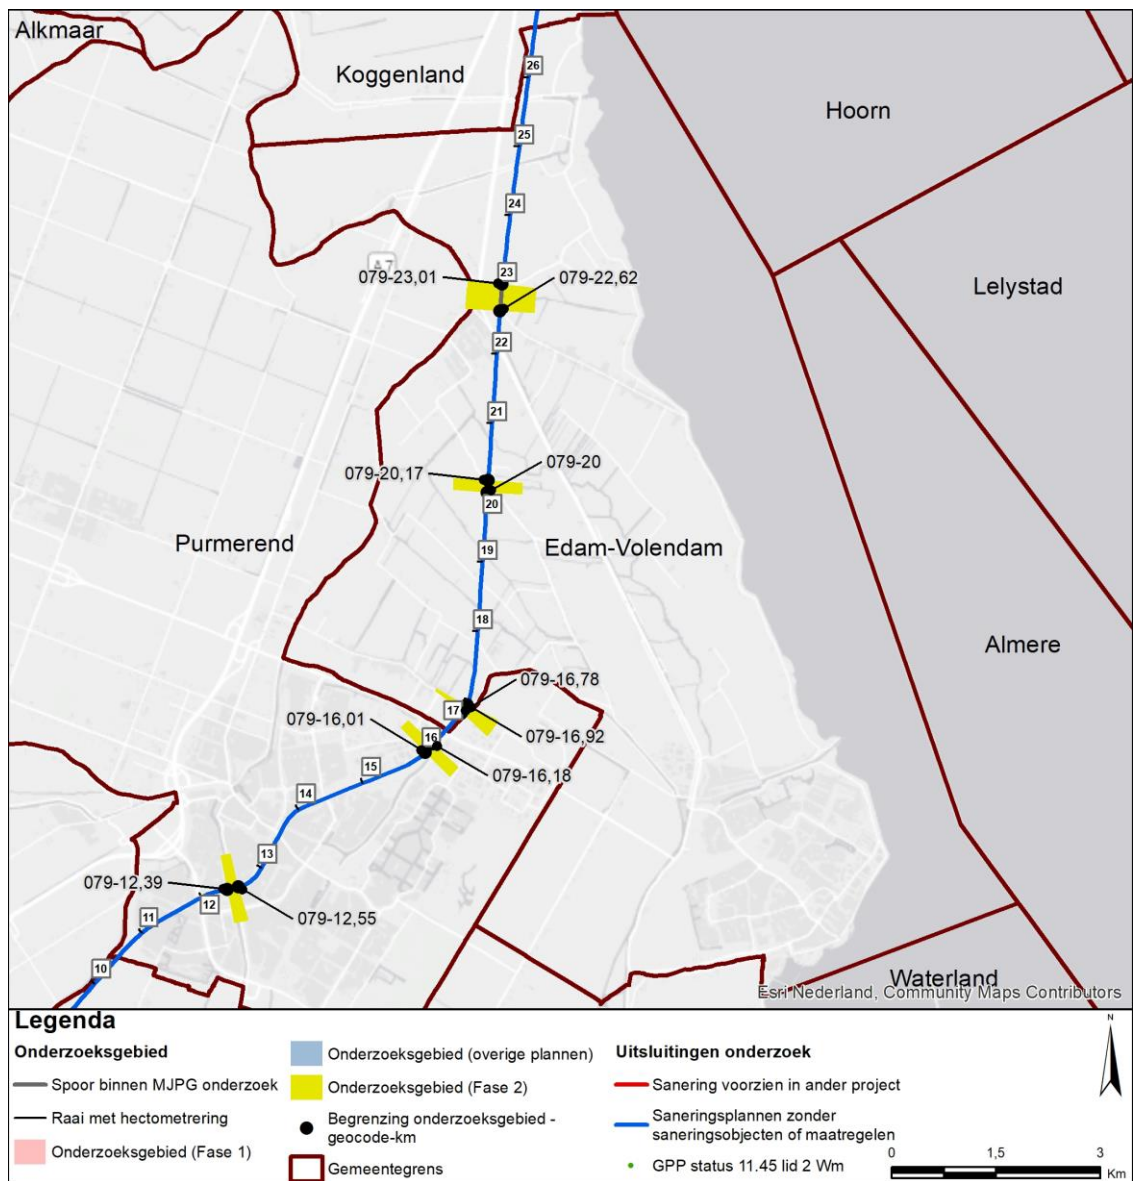 Alkmaar
Koggenland
Hoorn
Lelystad
Almere
Purmerend
Edam-Volendam
Waterland
A7
26
25
24
23
22
21
20
19
18
17
16
15
14
13
12
11
10
079-23,01
079-22,62
079-20,17
079-20
079-16,78
079-16,01
079-16,92
079-16,18
079-12,39
079-12,55
Esri Nederland, Community Maps Contributors
Legenda
Onderzoeksgebied
Spoor binnen MJPG onderzoek
Raai met hectometrering
Onderzoeksgebied (Fase 1)
Onderzoeksgebied (overige plannen)
Onderzoeksgebied (Fase 2)
Begrenzing onderzoeksgebied -
geocode-km
Gemeentegrens
Uitsluitingen onderzoek
Sanering voorzien in ander project
Saneringsplannen zonder
saneringsobjecten of maatregelen
GPP status 11.45 lid 2 Wm
N
0 1,5 3
Km